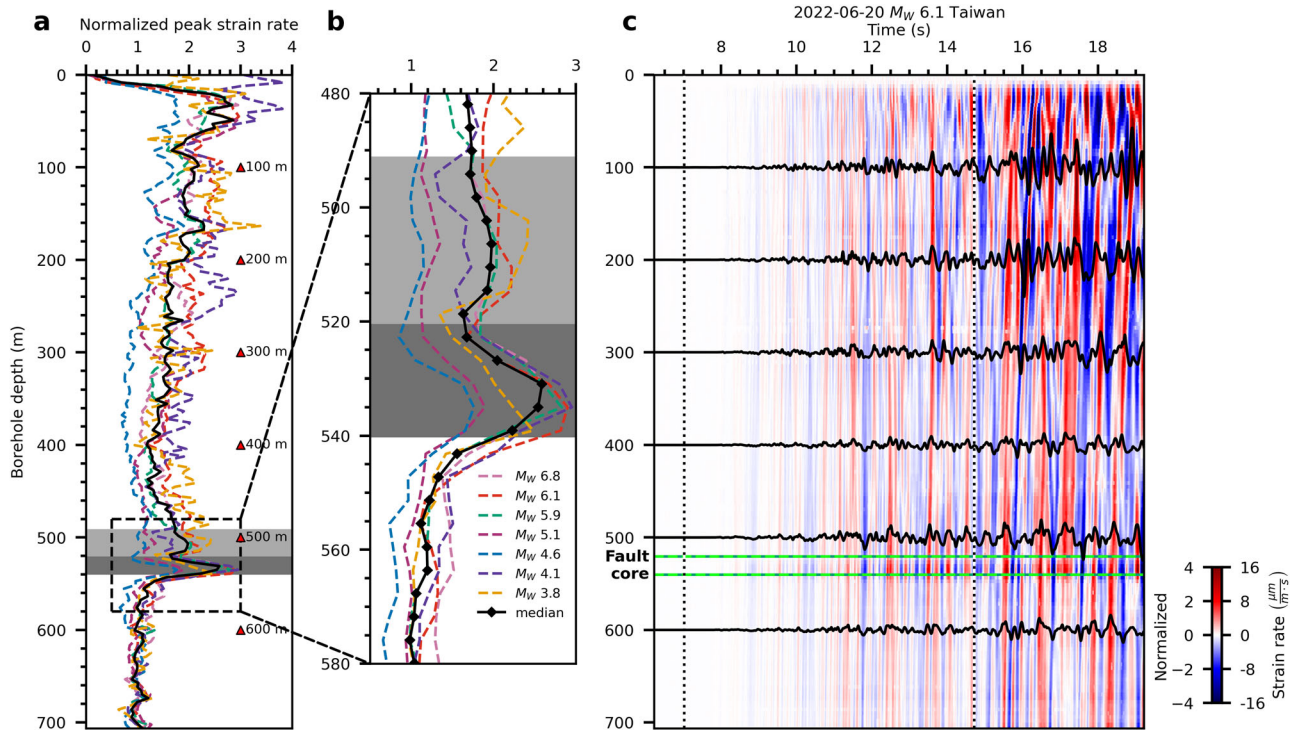 a
Normalized peak strain rate
0 1 2 3 4
0
100
200
300
400
500
600
700
Borehole depth (m)
100 m
200 m
300 m
400 m
500 m
600 m
b
1 2 3
480
500
520
540
560
580
M_W 6.8
M_W 6.1
M_W 5.9
M_W 5.1
M_W 4.6
M_W 4.1
M_W 3.8
median
c
2022-06-20 M_W 6.1 Taiwan
Time (s)
8 10 12 14 16 18
0
100
200
300
400
500
Fault
core
600
700
Normalized
4
2
0
−2
−4
16
8
0
-8
-16
Strain rate (μm/m·s)